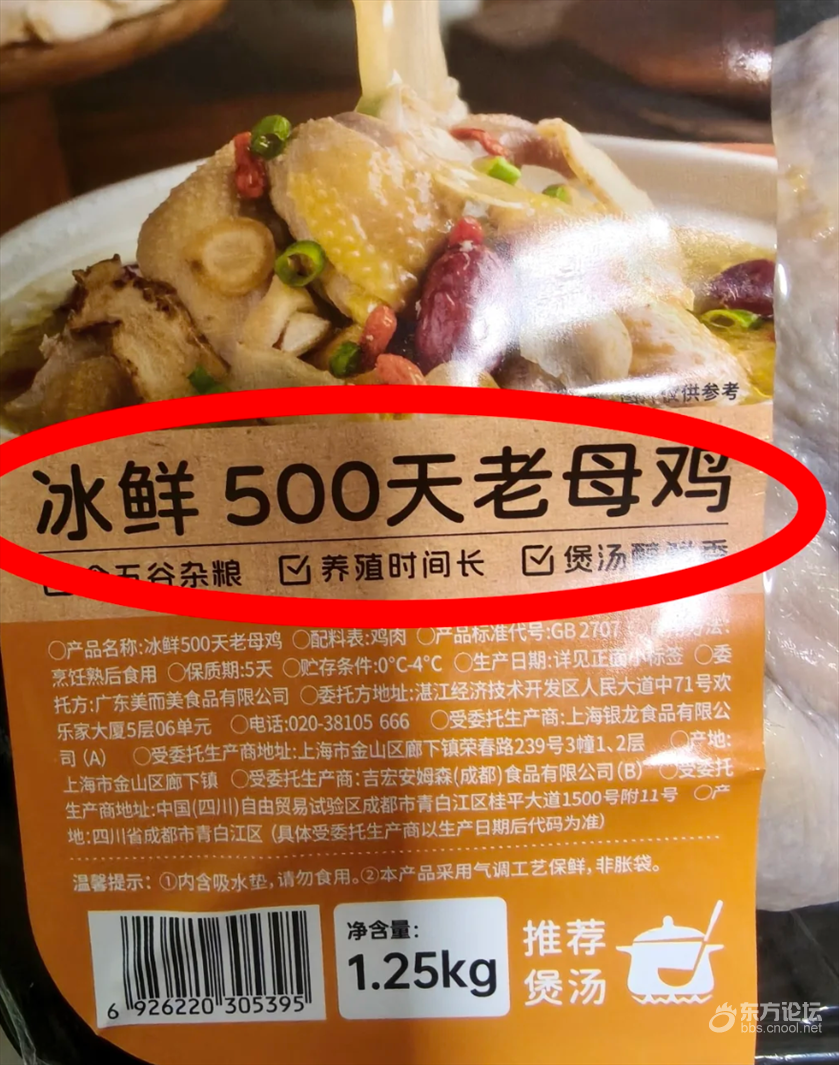 仅供参考
冰鲜 500天老母鸡
五谷杂粮 养殖时间长 煲汤醇鲜香
○产品名称:冰鲜500天老母鸡 ○配料表:鸡肉 ○产品标准代号:GB 2707
烹饪熟后食用 ○保质期:5天 ○贮存条件:0°C-4°C ○生产日期:详见正面小标签 ○委
托方:广东美而美食品有限公司 ○委托方地址:湛江经济技术开发区人民大道中71号欢
乐家大厦5层06单元 ○电话:020-38105 666 ○受委托生产商:上海银龙食品有限公
司(A) ○受委托生产商地址:上海市金山区廊下镇荣春路239号3幢1、2层 ○产地:
上海市金山区廊下镇 ○受委托生产商:吉宏安姆森(成都)食品有限公司(B) ○受委托
生产商地址:中国(四川)自由贸易试验区成都市青白江区桂平大道1500号附11号 ○产
地:四川省成都市青白江区 (具体受委托生产商以生产日期后代码为准)
温馨提示: ①内含吸水垫,请勿食用。②本产品采用气调工艺保鲜,非胀袋。
净含量:
1.25kg
推荐
煲汤
6 926220 305395
东方论坛
bbs.cnool.net